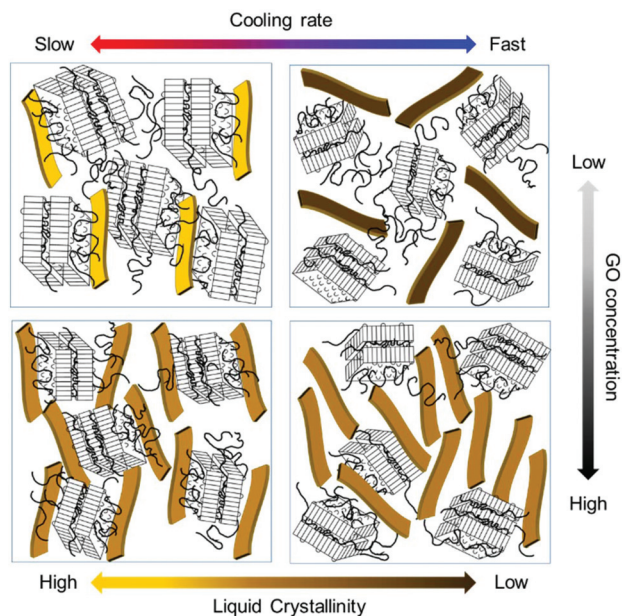 Cooling rate
Slow
Fast
Low
GO concentration
High
High
Low
Liquid Crystallinity